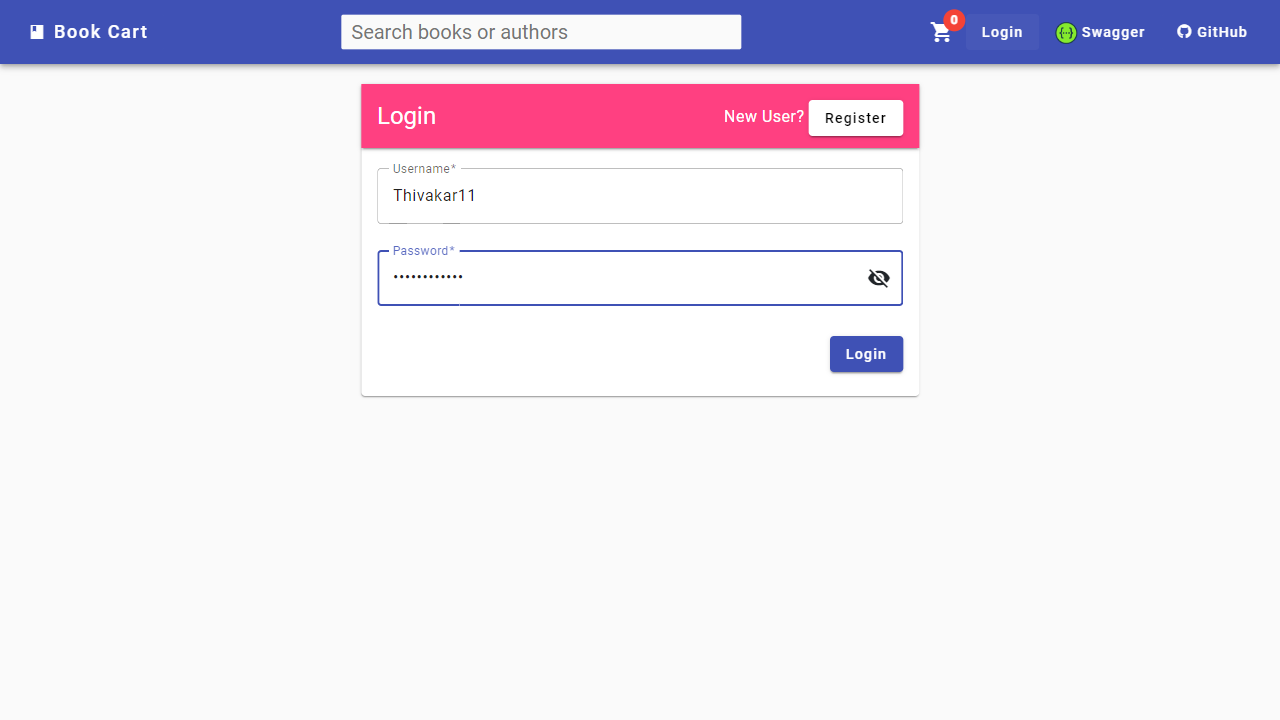 Book Cart
Search books or authors
0
Login
Swagger
GitHub
Login
New User?
Register
Username*
Thivakar11
Password*
••••••••••••
Login